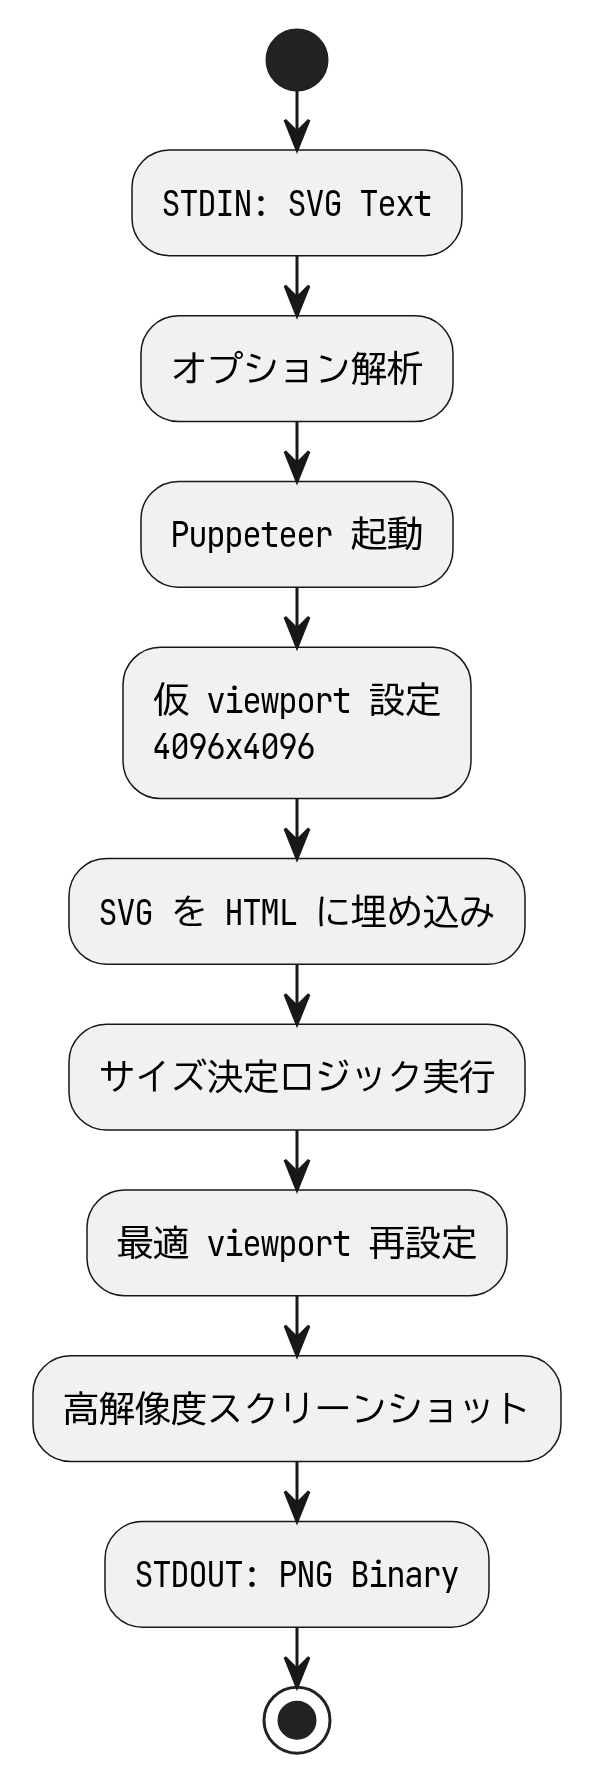 STDIN: SVG Text
オプション解析
Puppeteer 起動
仮 viewport 設定
4096x4096
SVG を HTML に埋め込み
サイズ決定ロジック実行
最適 viewport 再設定
高解像度スクリーンショット
STDOUT: PNG Binary